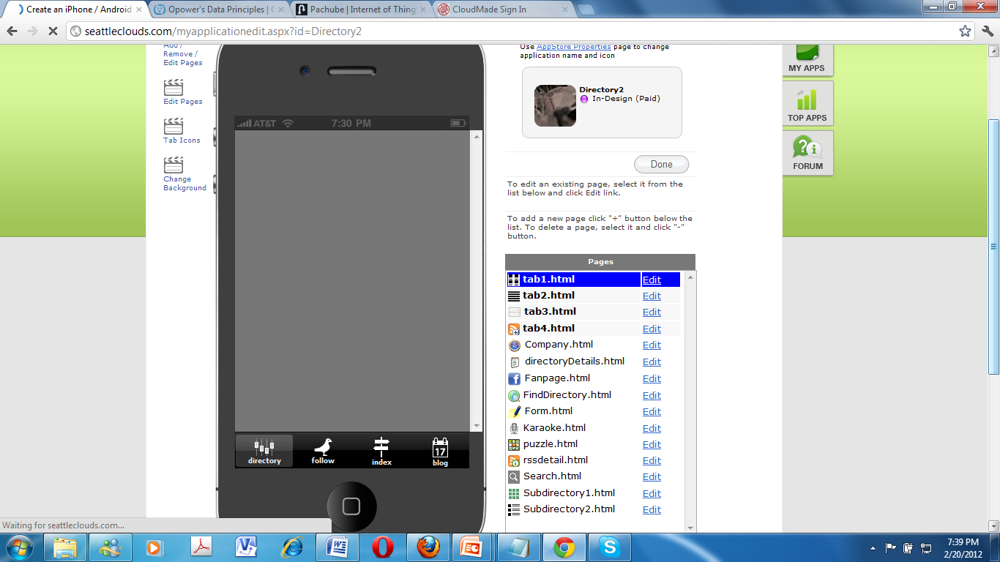 Create an iPhone / Android
Opower's Data Principles | O
Pachube | Internet of Thing
CloudMade Sign In
seattleclouds.com/myapplicationedit.aspx?id=Directory2
Add /
Remove /
Edit Pages
Edit Pages
Tab Icons
Change
Background
AT&T
7:30 PM
directory
follow
index
17
blog
Use AppStore Properties page to change
application name and icon
Directory2
In-Design (Paid)
Done
To edit an existing page, select it from the
list below and click Edit link.
To add a new page click "+" button below the
list. To delete a page, select it and click "-"
button.
Pages
tab1.html Edit
tab2.html Edit
tab3.html Edit
tab4.html Edit
Company.html Edit
directoryDetails.html Edit
Fanpage.html Edit
FindDirectory.html Edit
Form.html Edit
Karaoke.html Edit
puzzle.html Edit
rssdetail.html Edit
Search.html Edit
Subdirectory1.html Edit
Subdirectory2.html Edit
MY APPS
TOP APPS
FORUM
Waiting for seattleclouds.com...
7:39 PM
2/20/2012